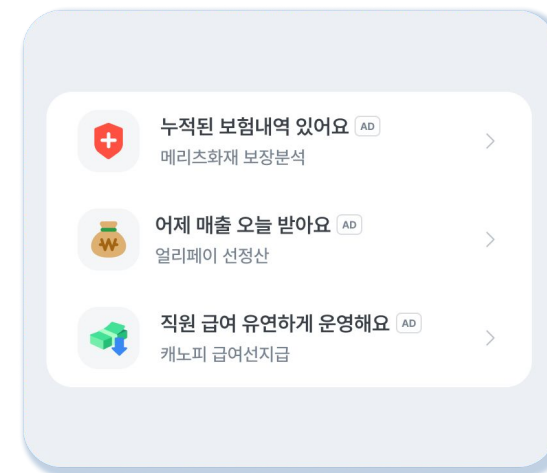 누적된 보험내역 있어요 AD
메리츠화재 보장분석
어제 매출 오늘 받아요 AD
얼리페이 선정산
직원 급여 유연하게 운영해요 AD
캐노피 급여선지급